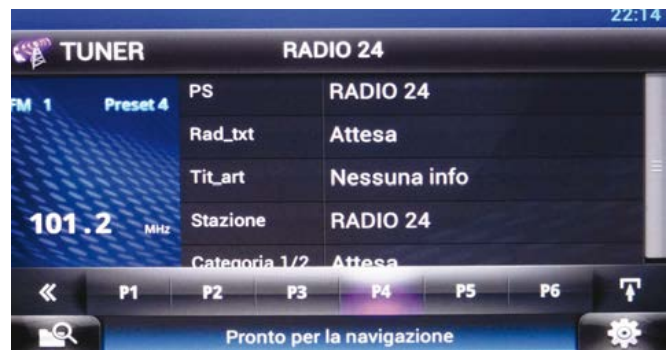 22:14
TUNER RADIO 24
FM 1 Preset 4
PS RADIO 24
Rad_txt Attesa
Tit_art Nessuna info
101.2 MHz
Stazione RADIO 24
Categoria 1/2 Attesa
P1 P2 P3 P4 P5 P6
Pronto per la navigazione